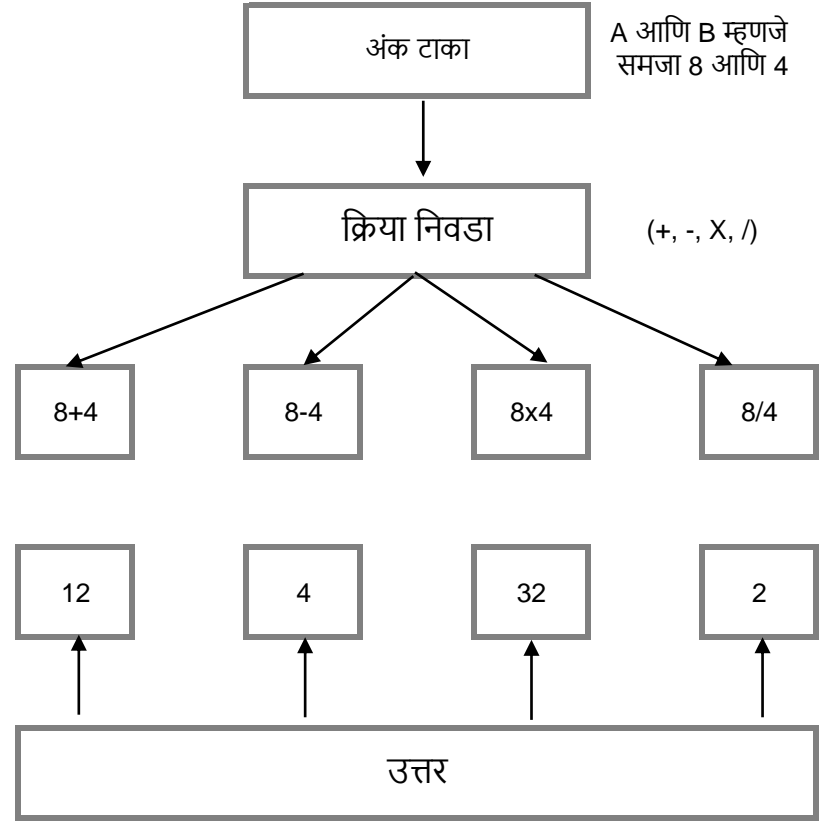 अंक टाका
A आणि B म्हणजे
समजा 8 आणि 4
क्रिया निवडा
(+, -, X, /)
8+4
8-4
8x4
8/4
12
4
32
2
उत्तर